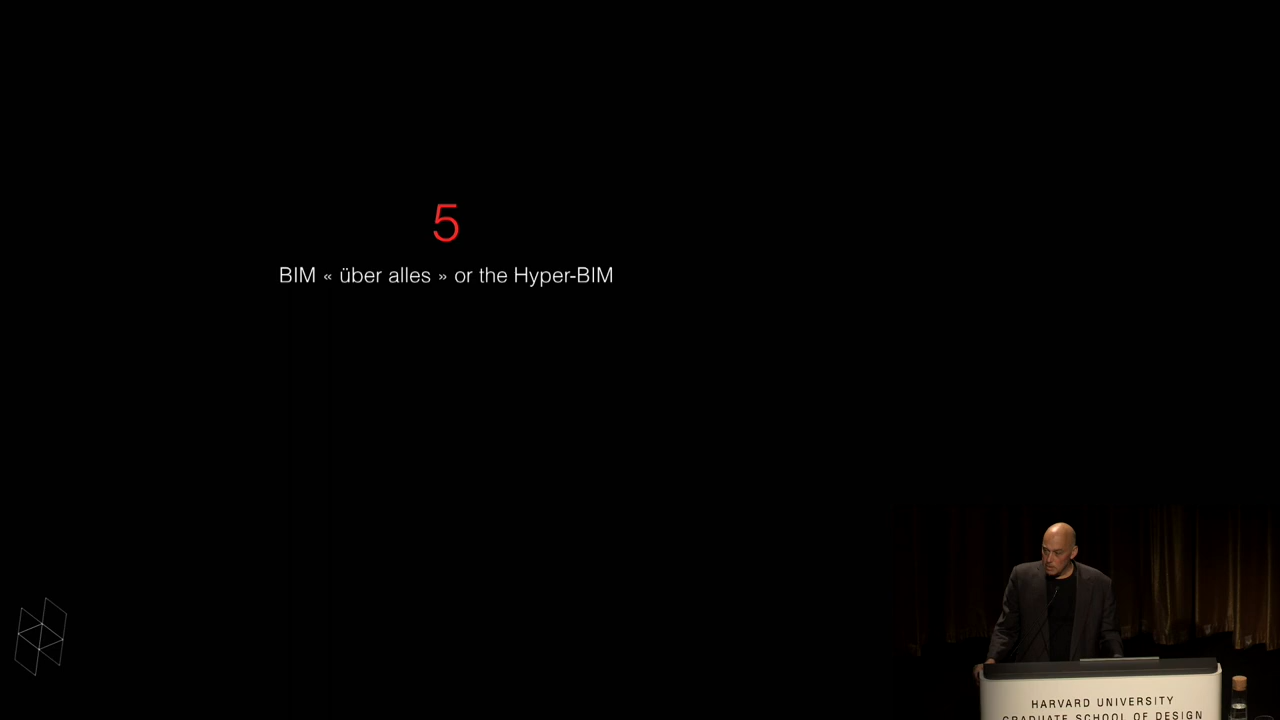 5
BIM « über alles » or the Hyper-BIM
HARVARD UNIVERSITY
GRADUATE SCHOOL OF DESIGN